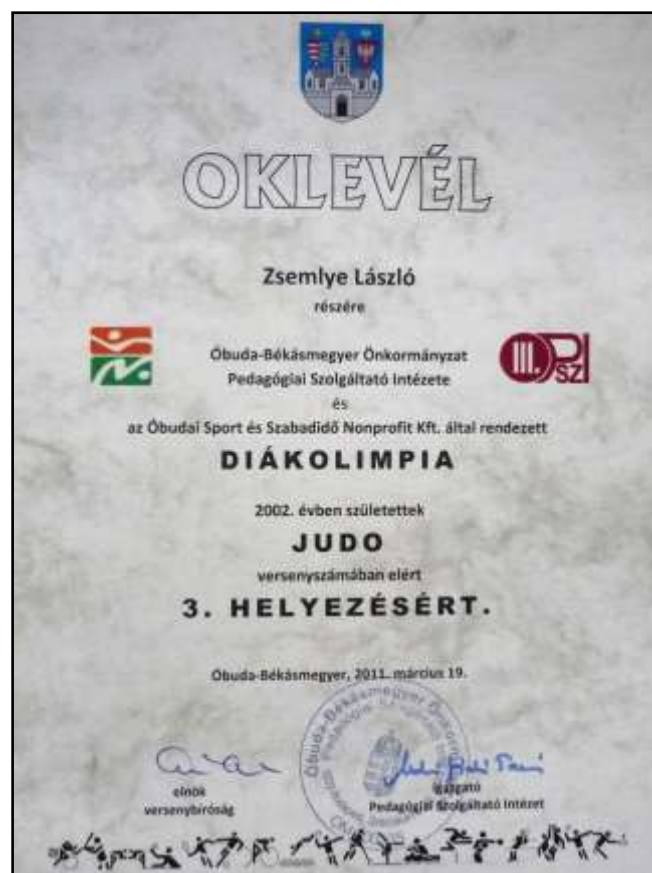 OKLEVÉL
Zsemlye László
részére
Óbuda-Békásmegyer Önkormányzat
Pedagógiai Szolgáltató Intézete
és
az Óbudai Sport és Szabadidő Nonprofit Kft. által rendezett
DIÁKOLIMPIA
2002. évben születettek
JUDO
versenyszámában elért
3. HELYEZÉSÉRT.
Óbuda-Békásmegyer, 2011. március 19.
elnök
versenybíróság
igazgató
Pedagógiai Szolgáltató Intézet
III.